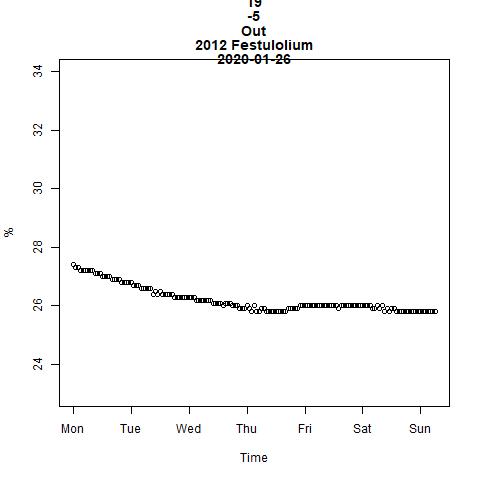 19
-5
Out
2012 Festulolium
2020-01-26
34
32
30
28
26
24
%
Mon Tue Wed Thu Fri Sat Sun
Time